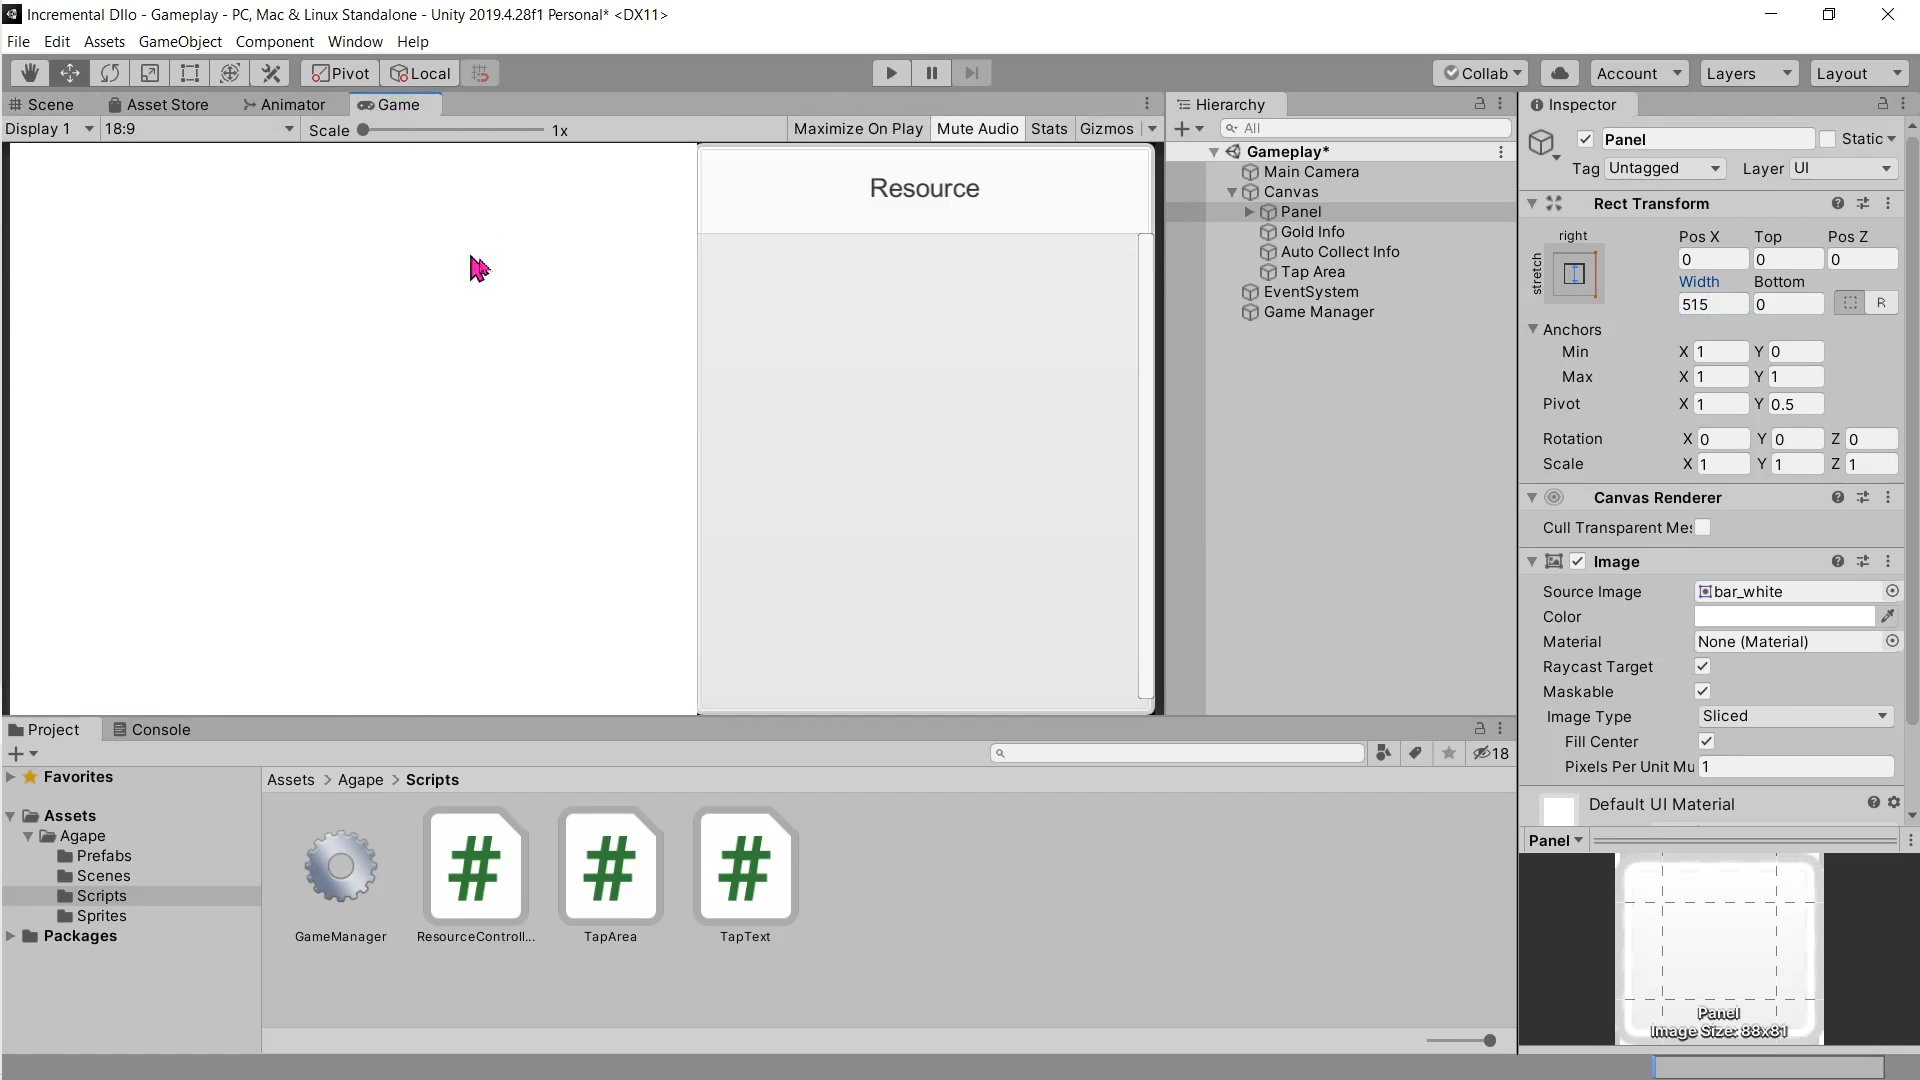 Incremental DIlo - Gameplay - PC, Mac & Linux Standalone - Unity 2019.4.28f1 Personal* <DX11>
File Edit Assets GameObject Component Window Help
Pivot Local Collab Account Layers Layout
Scene Asset Store Animator Game
Display 1 18:9 Scale 1x Maximize On Play Mute Audio Stats Gizmos
Resource
Hierarchy
All
Gameplay*
Main Camera
Canvas
Panel
Gold Info
Auto Collect Info
Tap Area
EventSystem
Game Manager
Inspector
Panel Static
Tag Untagged Layer UI
Rect Transform
right
stretch
Pos X Top Pos Z
0 0 0
Width Bottom
515 0 R
Anchors
Min X 1 Y 0
Max X 1 Y 1
Pivot X 1 Y 0.5
Rotation X 0 Y 0 Z 0
Scale X 1 Y 1 Z 1
Canvas Renderer
Cull Transparent Me
Image
Source Image bar_white
Color
Material None (Material)
Raycast Target
Maskable
Image Type Sliced
Fill Center
Pixels Per Unit Mu 1
Default UI Material
Panel
Panel
Image Size: 88x81
Project Console
18
Favorites
Assets
Agape
Prefabs
Scenes
Scripts
Sprites
Packages
Assets > Agape > Scripts
GameManager ResourceControll... TapArea TapText